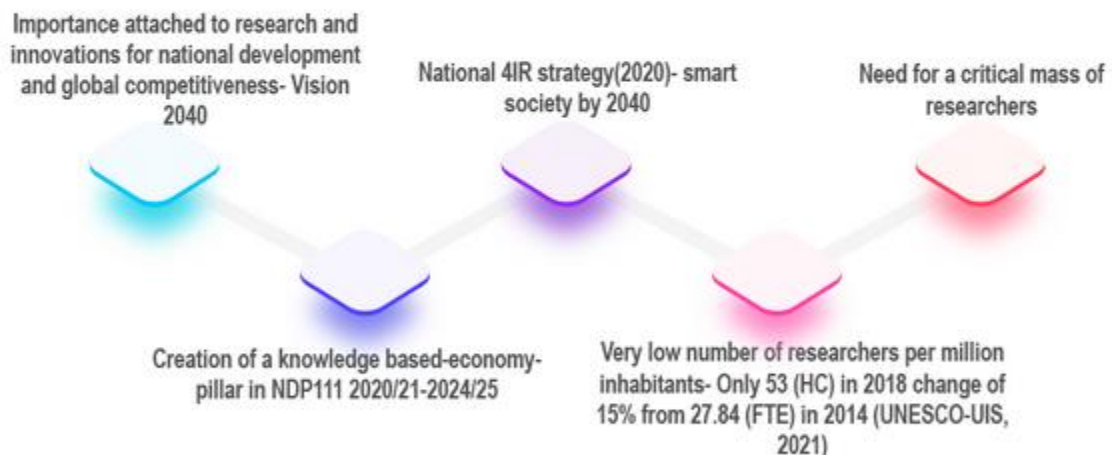 Importance attached to research and
innovations for national development
and global competitiveness- Vision
2040
Creation of a knowledge based-economy-
pillar in NDP111 2020/21-2024/25
National 4IR strategy(2020)- smart
society by 2040
Very low number of researchers per million
inhabitants- Only 53 (HC) in 2018 change of
15% from 27.84 (FTE) in 2014 (UNESCO-UIS,
2021)
Need for a critical mass of
researchers